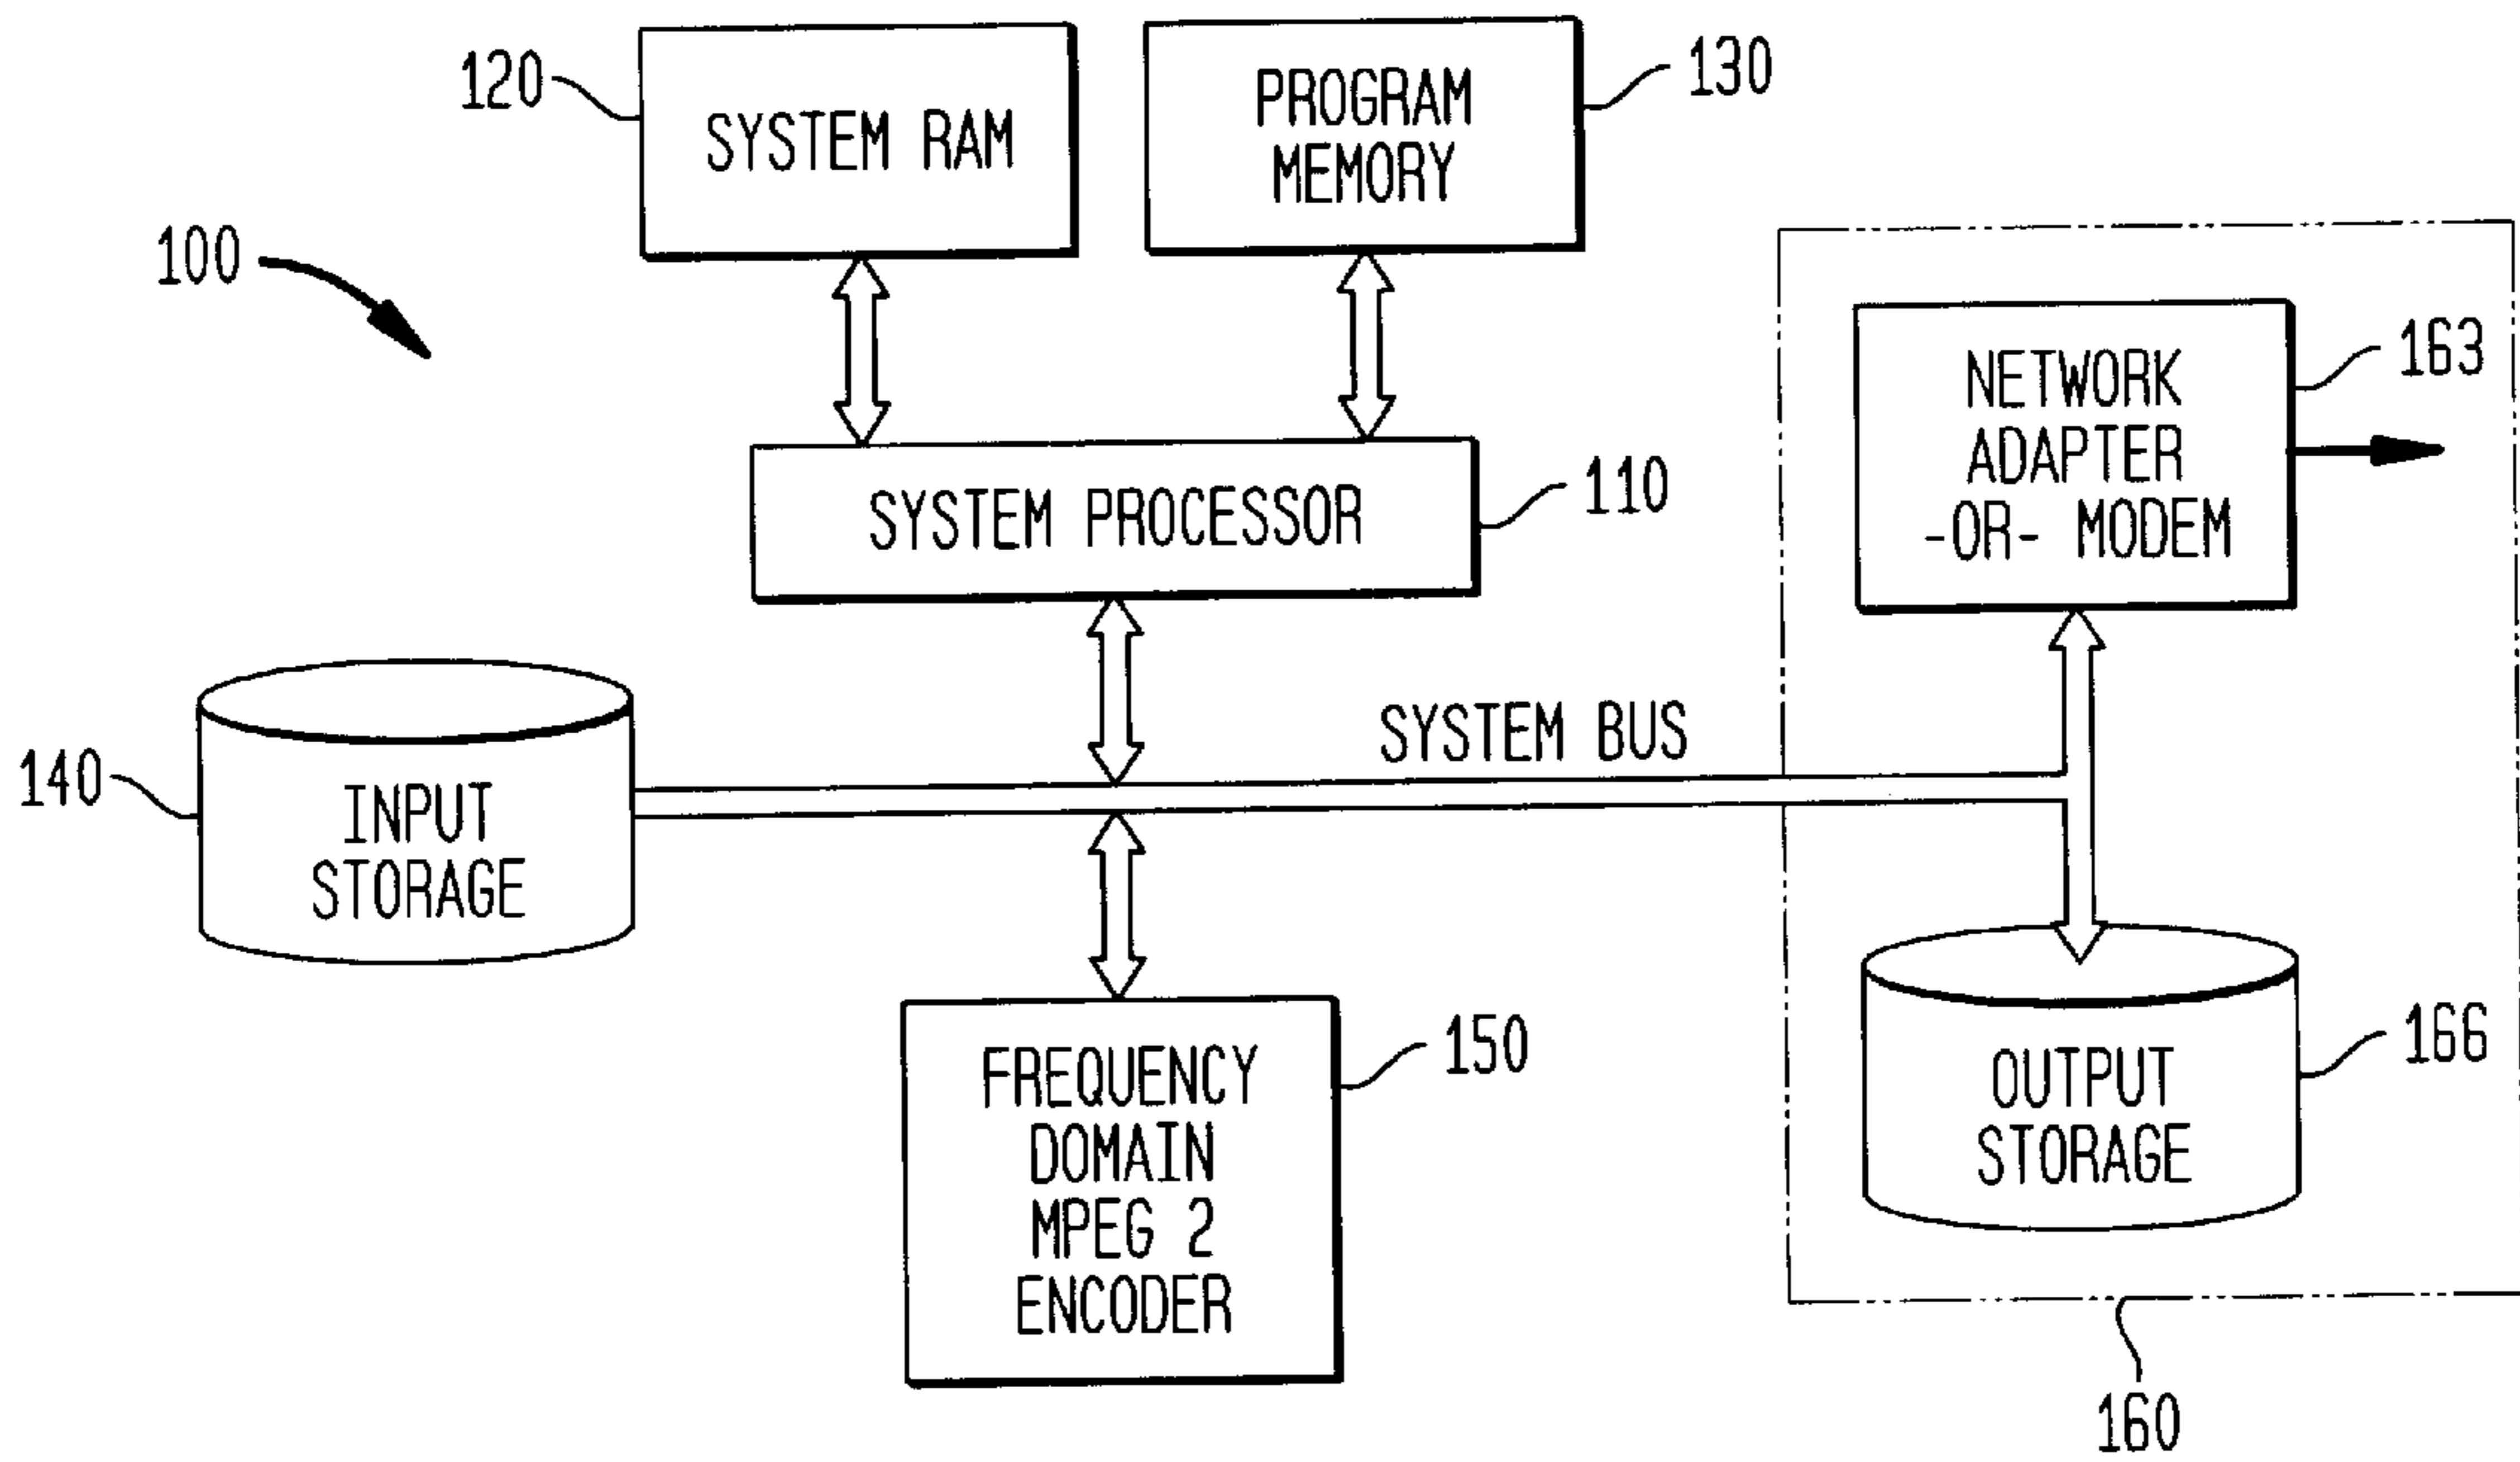 120
SYSTEM RAM
PROGRAM
MEMORY
130
100
SYSTEM PROCESSOR
110
NETWORK
ADAPTER
-OR- MODEM
163
140
INPUT
STORAGE
SYSTEM BUS
FREQUENCY
DOMAIN
MPEG 2
ENCODER
150
OUTPUT
STORAGE
166
160